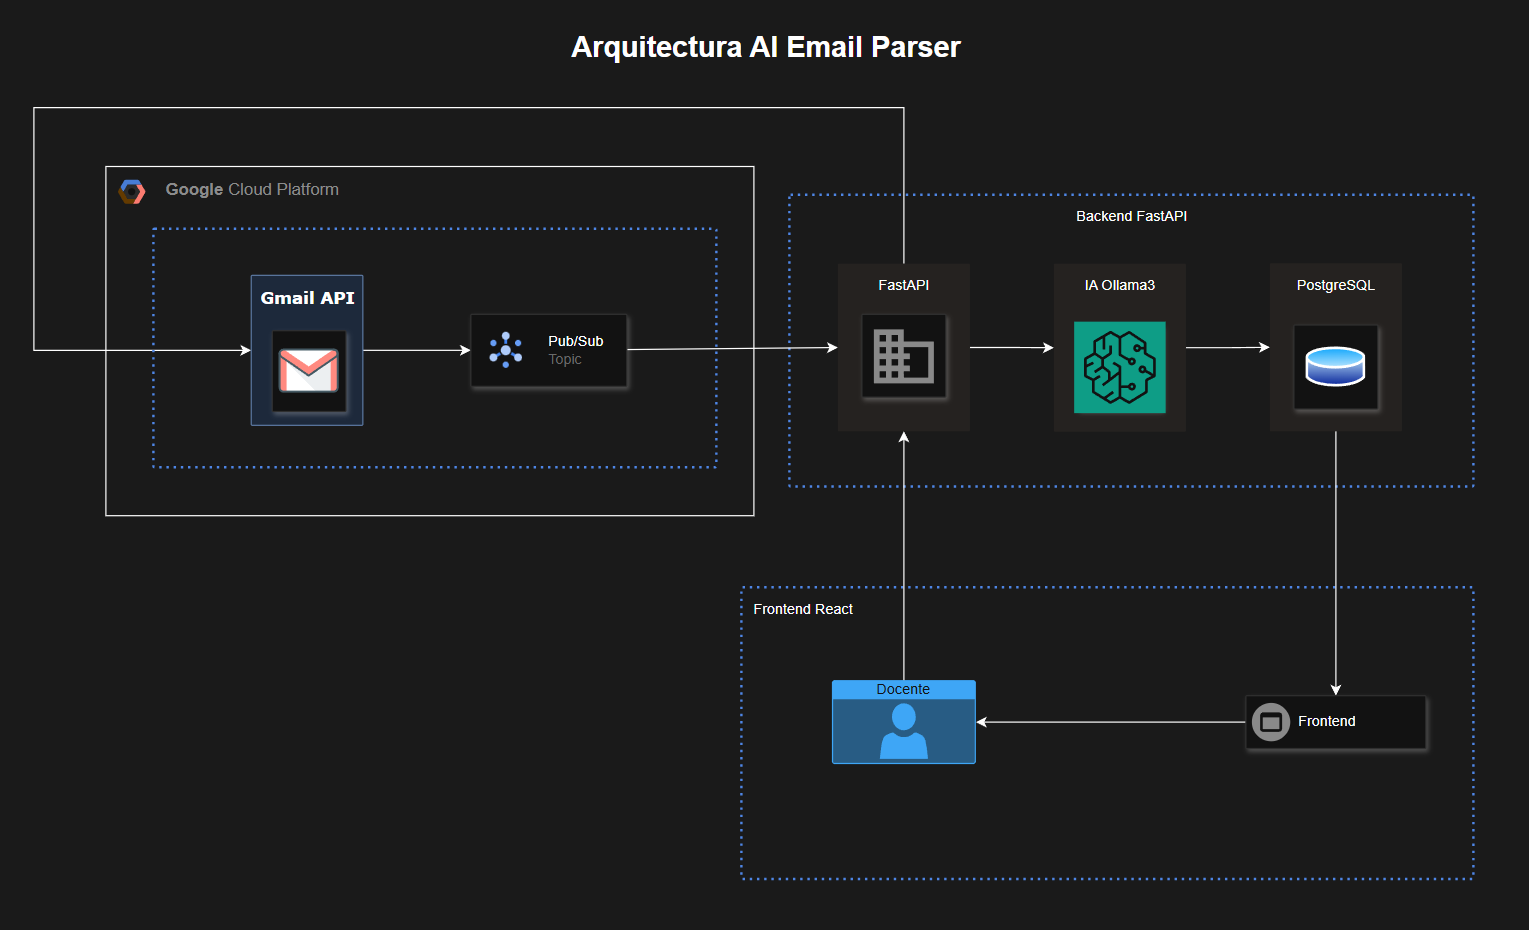 Arquitectura AI Email Parser
Google Cloud Platform
Gmail API
Pub/Sub
Topic
Backend FastAPI
FastAPI
IA Ollama3
PostgreSQL
Frontend React
Docente
Frontend